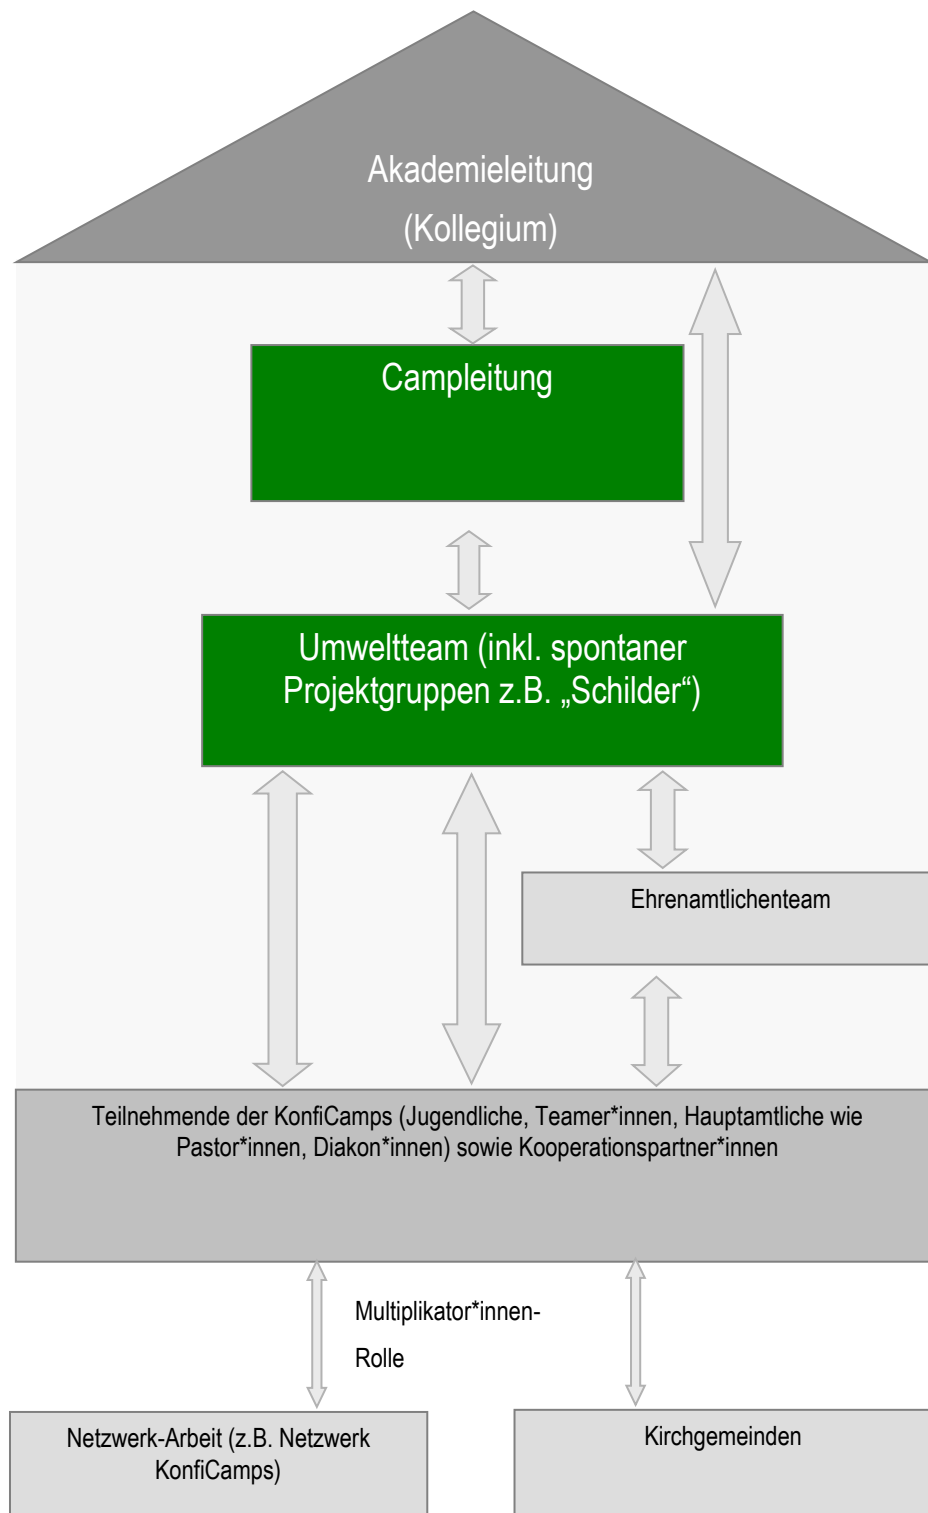 Akademieleitung
(Kollegium)
Campleitung
Umweltteam (inkl. spontaner
Projektgruppen z.B. „Schilder“)
Ehrenamtlichenteam
Teilnehmende der KonfiCamps (Jugendliche, Teamer*innen, Hauptamtliche wie
Pastor*innen, Diakon*innen) sowie Kooperationspartner*innen
Multiplikator*innen-
Rolle
Netzwerk-Arbeit (z.B. Netzwerk
KonfiCamps)
Kirchgemeinden